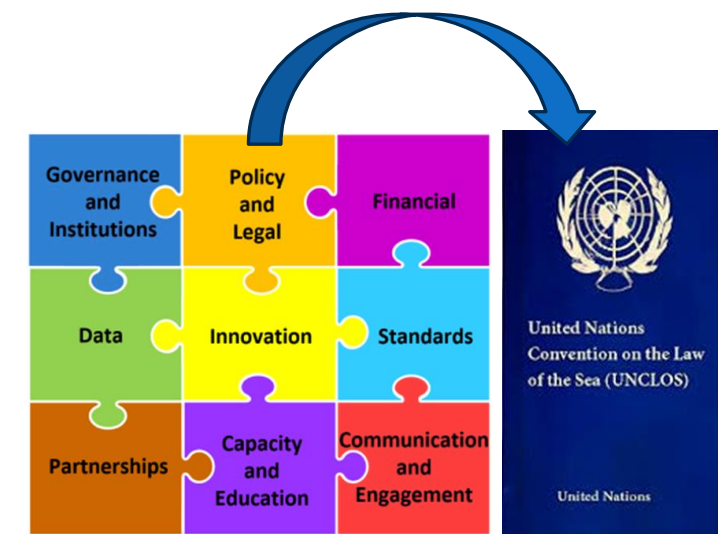 Governance
and
Institutions
Policy
and
Legal
Financial
Data
Innovation
Standards
Partnerships
Capacity
and
Education
Communication
and
Engagement
United Nations
Convention on the Law
of the Sea (UNCLOS)
United Nations